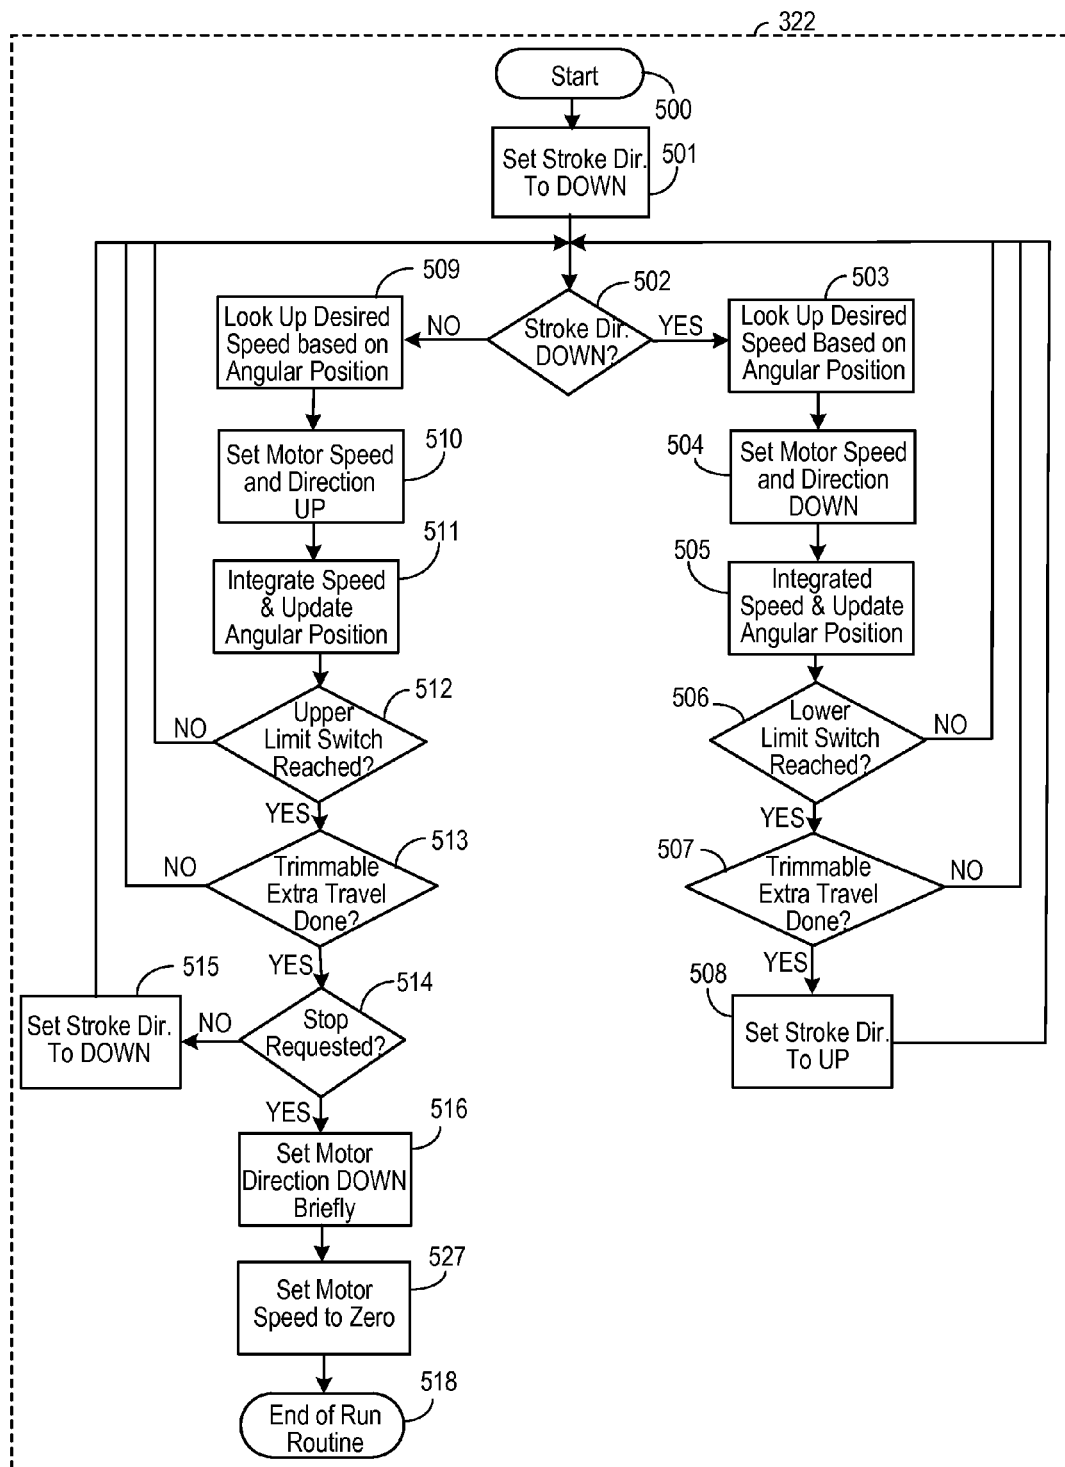 322
Start
500
Set Stroke Dir.
To DOWN
501
502
Stroke Dir.
DOWN?
NO
YES
509
Look Up Desired
Speed based on
Angular Position
503
Look Up Desired
Speed Based on
Angular Position
510
Set Motor Speed
and Direction
UP
504
Set Motor Speed
and Direction
DOWN
511
Integrate Speed
& Update
Angular Position
505
Integrated
Speed & Update
Angular Position
512
Upper
Limit Switch
Reached?
NO
YES
506
Lower
Limit Switch
Reached?
NO
YES
513
Trimmable
Extra Travel
Done?
NO
YES
507
Trimmable
Extra Travel
Done?
NO
YES
515
Set Stroke Dir.
To DOWN
NO
514
Stop
Requested?
YES
508
Set Stroke Dir.
To UP
516
Set Motor
Direction DOWN
Briefly
527
Set Motor
Speed to Zero
518
End of Run
Routine